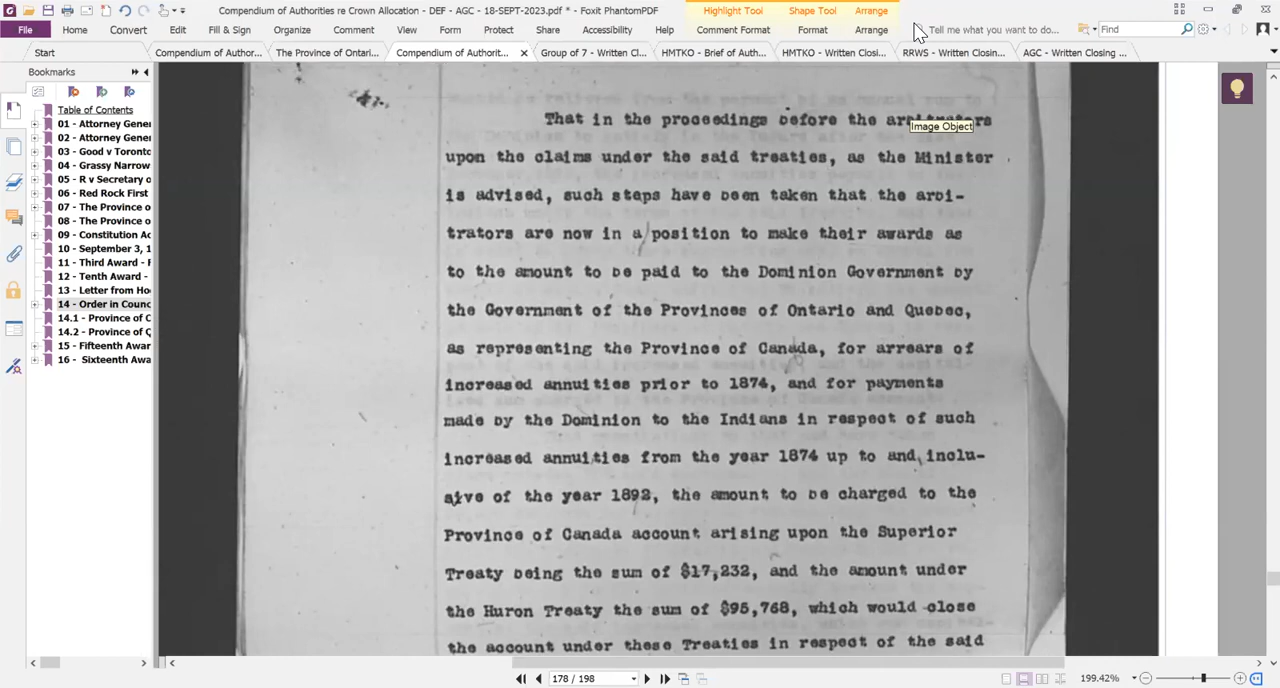 Compendium of Authorities re Crown Allocation - DEF - AGC - 18-SEPT-2023.pdf * - Foxit PhantomPDF
Highlight Tool Shape Tool Arrange
File Home Convert Edit Fill & Sign Organize Comment View Form Protect Share Accessibility Help Comment Format Format Arrange Tell me what you want to do... Find
Start Compendium of Author... The Province of Ontari... Compendium of Authorit... × Group of 7 - Written Cl... HMTKO - Brief of Auth... HMTKO - Written Closi... RRWS - Written Closin... AGC - Written Closing ...
Bookmarks
Table of Contents
01 - Attorney Gener
02 - Attorney Genera
03 - Good v Toronto
04 - Grassy Narrow
05 - R v Secretary o
06 - Red Rock First
07 - The Province o
08 - The Province o
09 - Constitution Ac
10 - September 3, 1
11 - Third Award - F
12 - Tenth Award -
13 - Letter from Ho
14 - Order in Counc
14.1 - Province of C
14.2 - Province of Q
15 - Fifteenth Awar
16 - Sixteenth Awa
That in the proceedings before the arbitrators
Image Object
upon the claims under the said treaties, as the Minister
is advised, such steps have been taken that the arbi-
trators are now in a position to make their awards as
to the amount to be paid to the Dominion Government by
the Government of the Provinces of Ontario and Quebec,
as representing the Province of Canada, for arrears of
increased annuities prior to 1874, and for payments
made by the Dominion to the Indians in respect of such
increased annuities from the year 1874 up to and inclu-
sive of the year 1892, the amount to be charged to the
Province of Canada account arising upon the Superior
Treaty being the sum of $17,232, and the amount under
the Huron Treaty the sum of $95,768, which would close
the account under these Treaties in respect of the said
178 / 198
199.42%